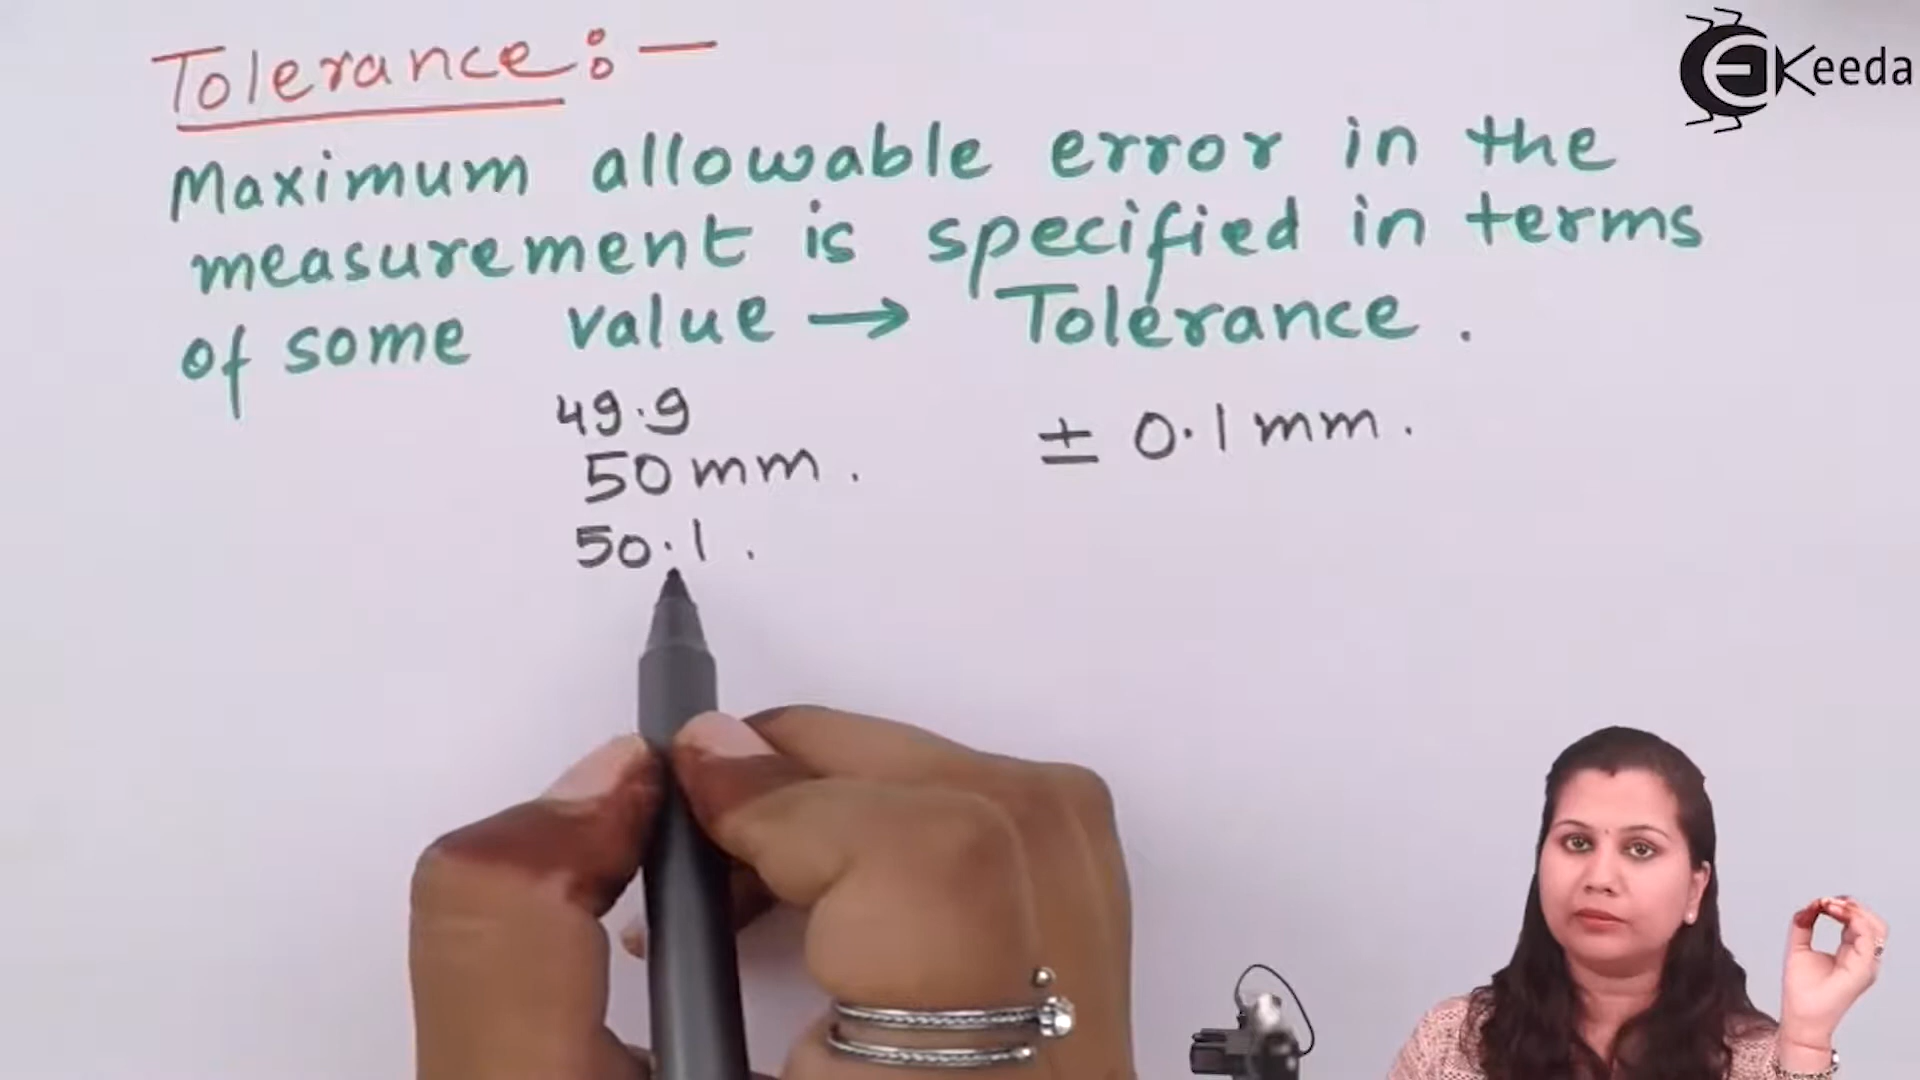 Tolerance :-
Ekeeda
Maximum allowable error in the
measurement is specified in terms
of some value → Tolerance.
49.9
50 mm.
± 0.1 mm.
50.1.